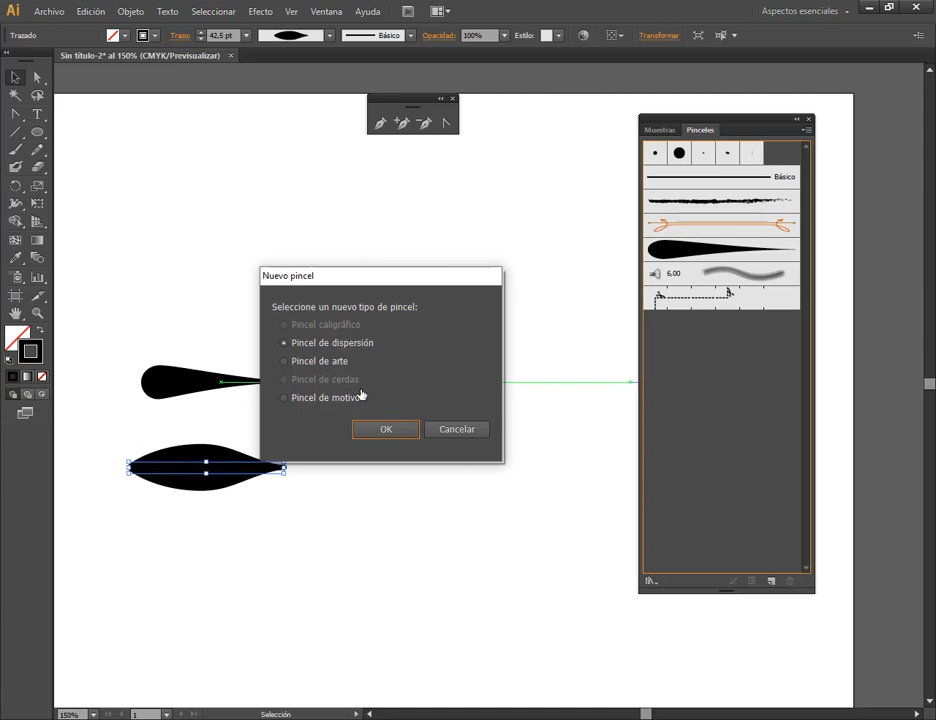 Ai Archivo Edición Objeto Texto Seleccionar Efecto Ver Ventana Ayuda Br Aspectos esenciales
Trazado Trazo: 42,5 pt Básico Opacidad: 100% Estilo: Transformar
Sin título-2* al 150% (CMYK/Previsualizar)
Muestras Pinceles
Básico
6,00
Nuevo pincel
Seleccione un nuevo tipo de pincel:
Pincel caligráfico
Pincel de dispersión
Pincel de arte
Pincel de cerdas
Pincel de motivo
OK Cancelar
150% 1 Selección